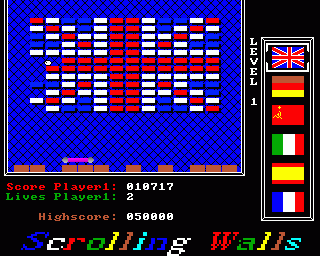 LEVEL 1
Score Player1: 010717
Lives Player1: 2
Highscore: 050000
Scrolling Walls